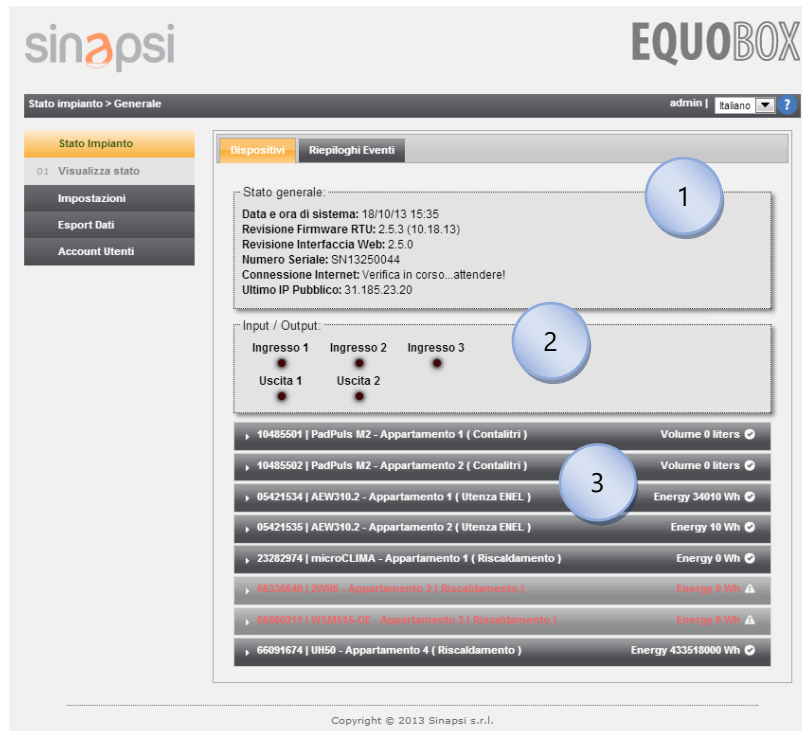 sinapsi
EQUOBOX
Stato impianto > Generale
admin | Italiano ?
Stato Impianto
01 Visualizza stato
Impostazioni
Esport Dati
Account Utenti
Dispositivi Riepiloghi Eventi
1
Stato generale:
Data e ora di sistema: 18/10/13 15:35
Revisione Firmware RTU: 2.5.3 (10.18.13)
Revisione Interfaccia Web: 2.5.0
Numero Seriale: SN13250044
Connessione Internet: Verifica in corso...attendere!
Ultimo IP Pubblico: 31.185.23.20
2
Input / Output:
Ingresso 1 Ingresso 2 Ingresso 3
Uscita 1 Uscita 2
3
10485501 | PadPuls M2 - Appartamento 1 ( Contalitri ) Volume 0 liters
10485502 | PadPuls M2 - Appartamento 2 ( Contalitri ) Volume 0 liters
05421534 | AEW310.2 - Appartamento 1 ( Utenza ENEL ) Energy 34010 Wh
05421535 | AEW310.2 - Appartamento 2 ( Utenza ENEL ) Energy 10 Wh
23282974 | microCLIMA - Appartamento 1 ( Riscaldamento ) Energy 0 Wh
66336640 | 2WR6 - Appartamento 2 ( Riscaldamento ) Energy 0 Wh
66660211 | WSM515-OE - Appartamento 3 ( Riscaldamento ) Energy 0 Wh
66091674 | UH50 - Appartamento 4 ( Riscaldamento ) Energy 433518000 Wh
Copyright © 2013 Sinapsi s.r.l.